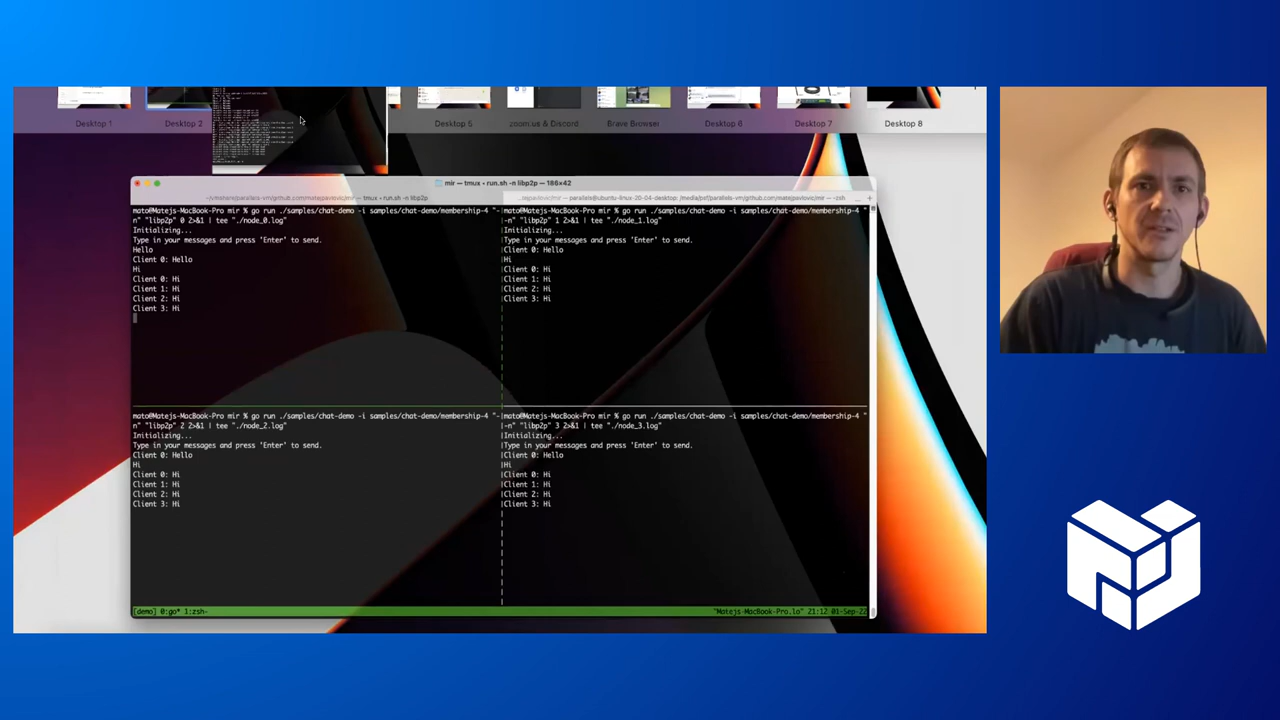 Desktop 1
Desktop 2
Desktop 5
zoom.us & Discord
Brave Browser
Desktop 6
Desktop 7
Desktop 8
mir — tmux ‹ run.sh -n libp2p — 166×42
mato@Matejs-MacBook-Pro mir % go run ./samples/chat-demo -i samples/chat-demo/membership-4 "-
n" "libp2p" 0 2>&1 | tee "./node_0.log"
Initializing...
Type in your messages and press 'Enter' to send.
Hello
Client 0: Hello
Hi
Client 0: Hi
Client 1: Hi
Client 2: Hi
Client 3: Hi
mato@Matejs-MacBook-Pro mir % go run ./samples/chat-demo -i samples/chat-demo/membership-4 "
-n" "libp2p" 1 2>&1 | tee "./node_1.log"
Initializing...
Type in your messages and press 'Enter' to send.
Client 0: Hello
Hi
Client 0: Hi
Client 1: Hi
Client 2: Hi
Client 3: Hi
mato@Matejs-MacBook-Pro mir % go run ./samples/chat-demo -i samples/chat-demo/membership-4 "-
n" "libp2p" 2 2>&1 | tee "./node_2.log"
Initializing...
Type in your messages and press 'Enter' to send.
Client 0: Hello
Hi
Client 0: Hi
Client 1: Hi
Client 2: Hi
Client 3: Hi
mato@Matejs-MacBook-Pro mir % go run ./samples/chat-demo -i samples/chat-demo/membership-4 "
-n" "libp2p" 3 2>&1 | tee "./node_3.log"
Initializing...
Type in your messages and press 'Enter' to send.
Client 0: Hello
Hi
Client 0: Hi
Client 1: Hi
Client 2: Hi
Client 3: Hi
[demo] 0:go* 1:zsh-
"Matejs-MacBook-Pro.lo" 21:12 01-Sep-22